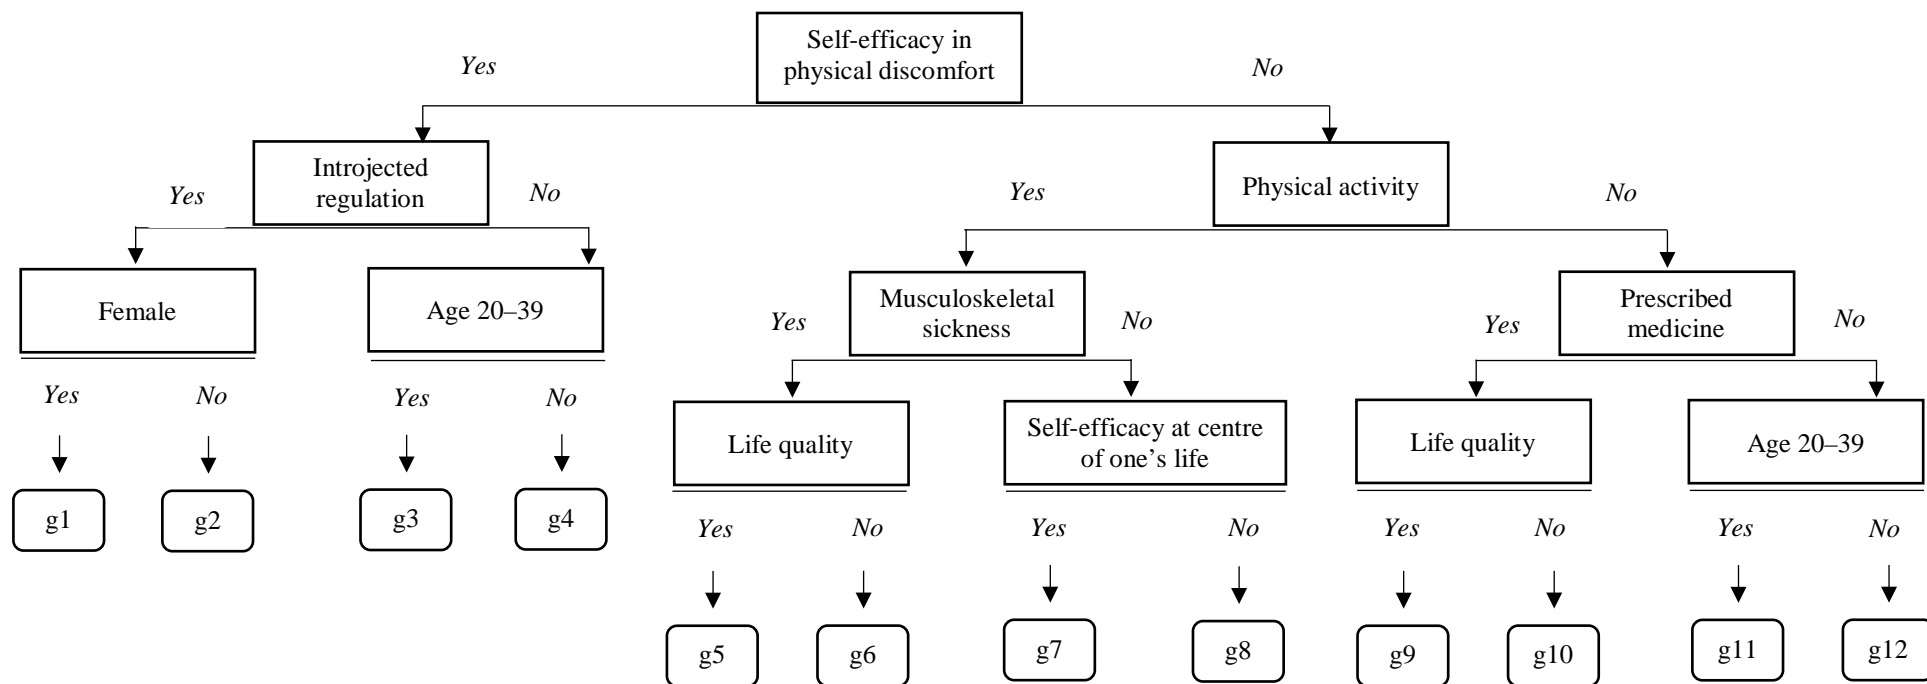 Self-efficacy in
physical discomfort
Yes
No
Introjected
regulation
Physical activity
Yes
No
Yes
No
Female
Age 20–39
Musculoskeletal
sickness
Prescribed
medicine
Yes
No
Yes
No
Yes
No
Yes
No
Life quality
Self-efficacy at centre
of one's life
Life quality
Age 20–39
g1
g2
g3
g4
Yes
No
Yes
No
Yes
No
Yes
No
g5
g6
g7
g8
g9
g10
g11
g12